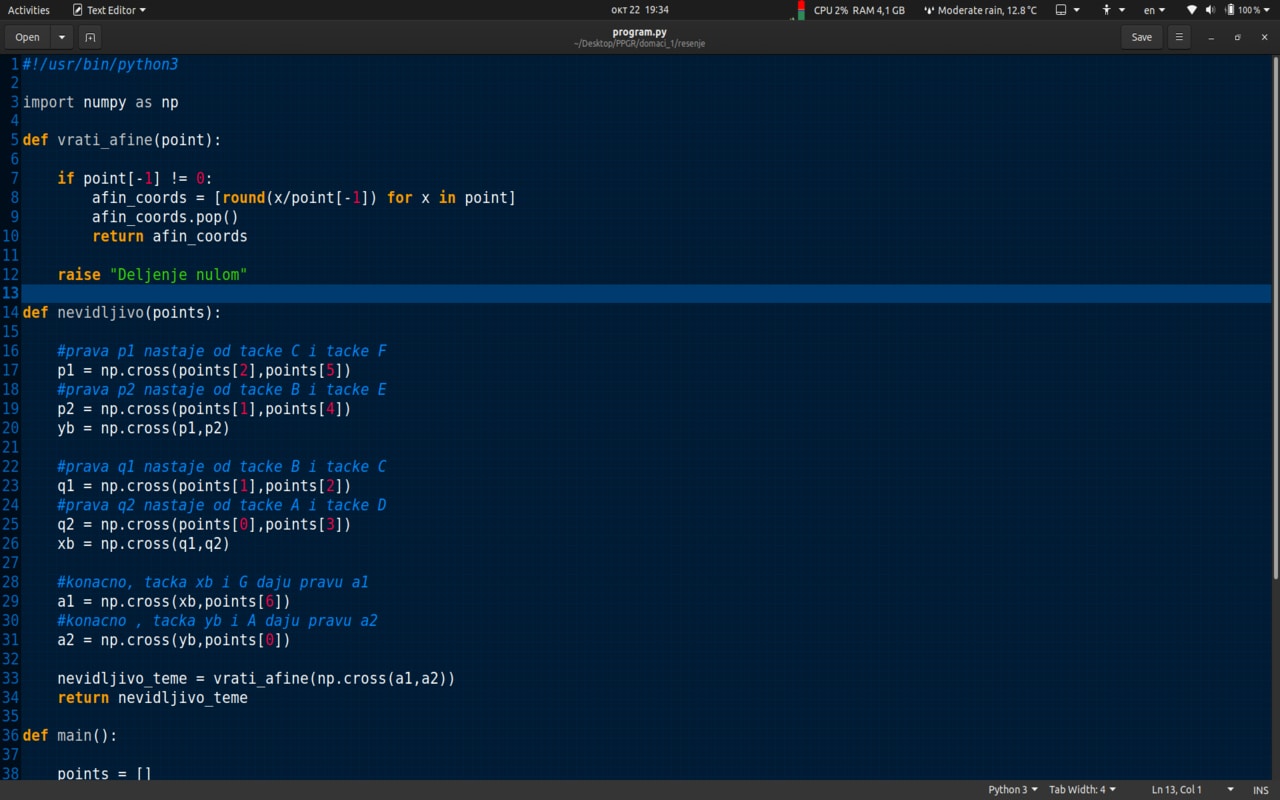 Activities Text Editor окт 22 19:34 CPU 2% RAM 4,1 GB Moderate rain, 12.8 °C en 100 %
Open program.py Save
~/Desktop/PPGR/domaci_1/resenje
1 #!/usr/bin/python3
2
3 import numpy as np
4
5 def vrati_afine(point):
6
7 if point[-1] != 0:
8 afin_coords = [round(x/point[-1]) for x in point]
9 afin_coords.pop()
10 return afin_coords
11
12 raise "Deljenje nulom"
13
14 def nevidljivo(points):
15
16 #prava p1 nastaje od tacke C i tacke F
17 p1 = np.cross(points[2],points[5])
18 #prava p2 nastaje od tacke B i tacke E
19 p2 = np.cross(points[1],points[4])
20 yb = np.cross(p1,p2)
21
22 #prava q1 nastaje od tacke B i tacke C
23 q1 = np.cross(points[1],points[2])
24 #prava q2 nastaje od tacke A i tacke D
25 q2 = np.cross(points[0],points[3])
26 xb = np.cross(q1,q2)
27
28 #konacno, tacka xb i G daju pravu a1
29 a1 = np.cross(xb,points[6])
30 #konacno , tacka yb i A daju pravu a2
31 a2 = np.cross(yb,points[0])
32
33 nevidljivo_teme = vrati_afine(np.cross(a1,a2))
34 return nevidljivo_teme
35
36 def main():
37
38 points = []
Python 3 Tab Width: 4 Ln 13, Col 1 INS